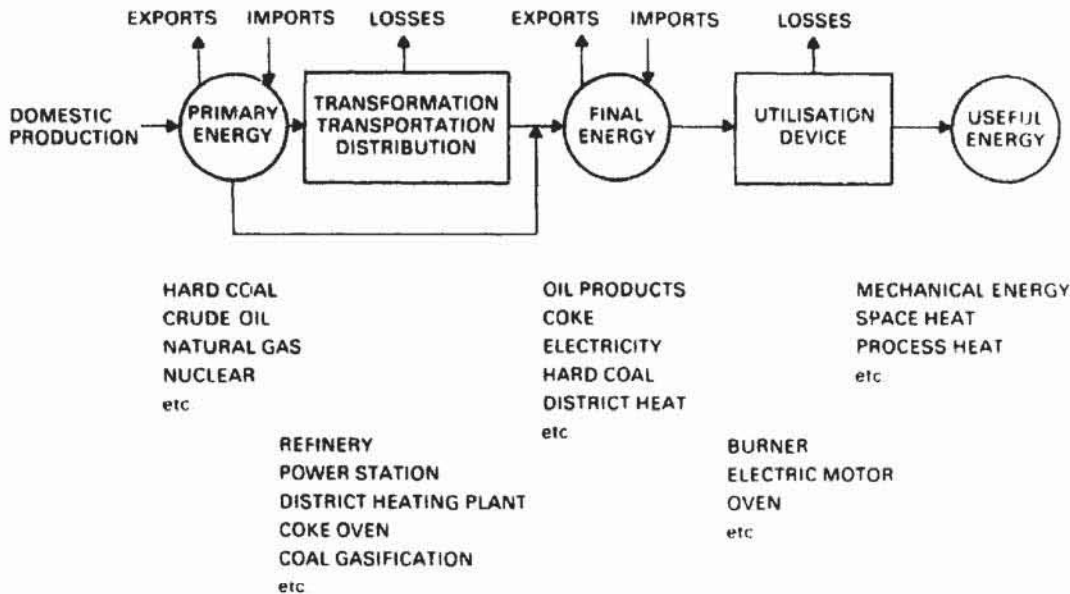 EXPORTS IMPORTS LOSSES EXPORTS IMPORTS LOSSES
DOMESTIC
PRODUCTION
PRIMARY
ENERGY
TRANSFORMATION
TRANSPORTATION
DISTRIBUTION
FINAL
ENERGY
UTILISATION
DEVICE
USEFUL
ENERGY
HARD COAL
CRUDE OIL
NATURAL GAS
NUCLEAR
etc
REFINERY
POWER STATION
DISTRICT HEATING PLANT
COKE OVEN
COAL GASIFICATION
etc
OIL PRODUCTS
COKE
ELECTRICITY
HARD COAL
DISTRICT HEAT
etc
BURNER
ELECTRIC MOTOR
OVEN
etc
MECHANICAL ENERGY
SPACE HEAT
PROCESS HEAT
etc